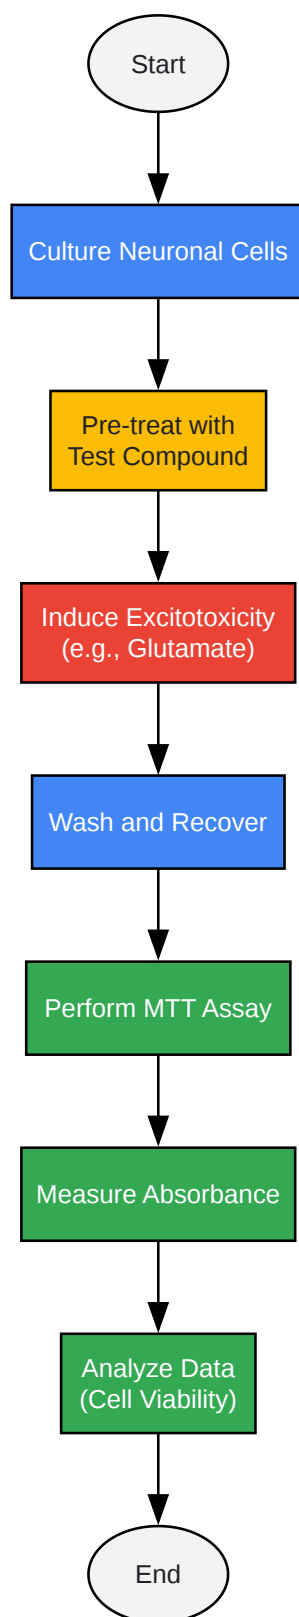 Start
Culture Neuronal Cells
Pre-treat with
Test Compound
Induce Excitotoxicity
(e.g., Glutamate)
Wash and Recover
Perform MTT Assay
Measure Absorbance
Analyze Data
(Cell Viability)
End